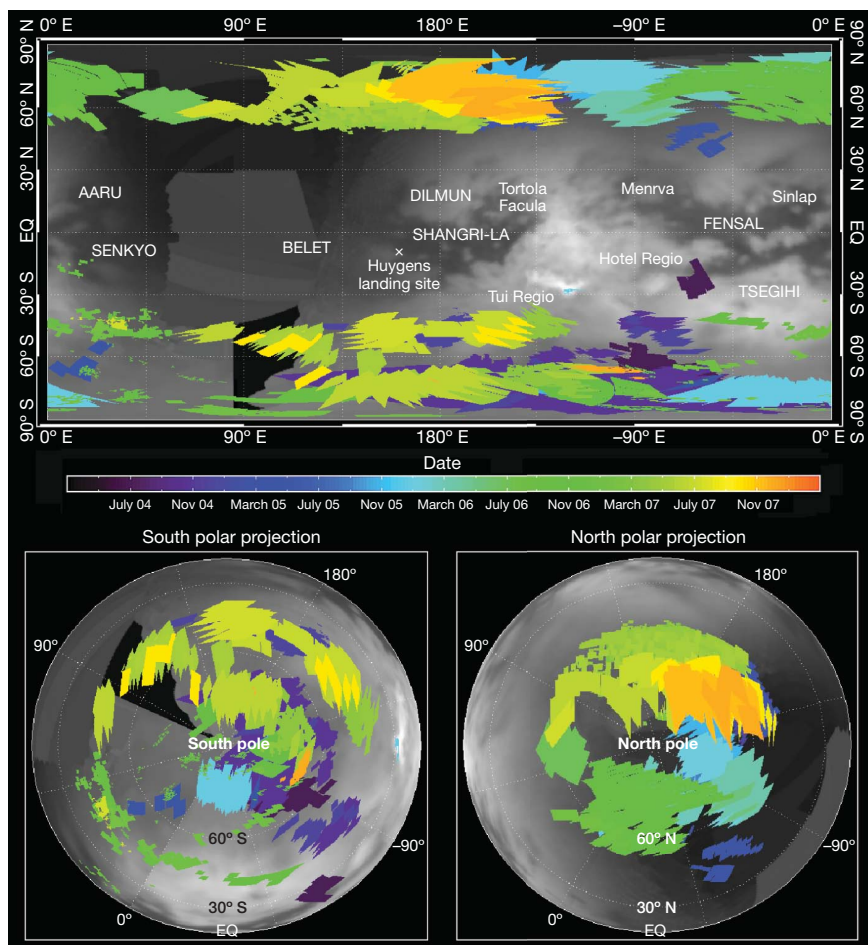 0° E 90° E 180° E –90° E 0° E
90° N 90° N
60° N 60° N
30° N 30° N
AARU DILMUN Tortola Facula Menrva Sinlap
EQ SHANGRI-LA FENSAL EQ
SENKYO BELET × Hotel Regio
Huygens
landing site
30° S Tui Regio TSEGIHI 30° S
60° S 60° S
90° S 90° S
0° E 90° E 180° E –90° E 0° E
Date
July 04 Nov 04 March 05 July 05 Nov 05 March 06 July 06 Nov 06 March 07 July 07 Nov 07
South polar projection
180°
90°
South pole
60° S
–90°
30° S
0°
EQ
North polar projection
180°
90°
North pole
60° N
–90°
30° N
0°
EQ